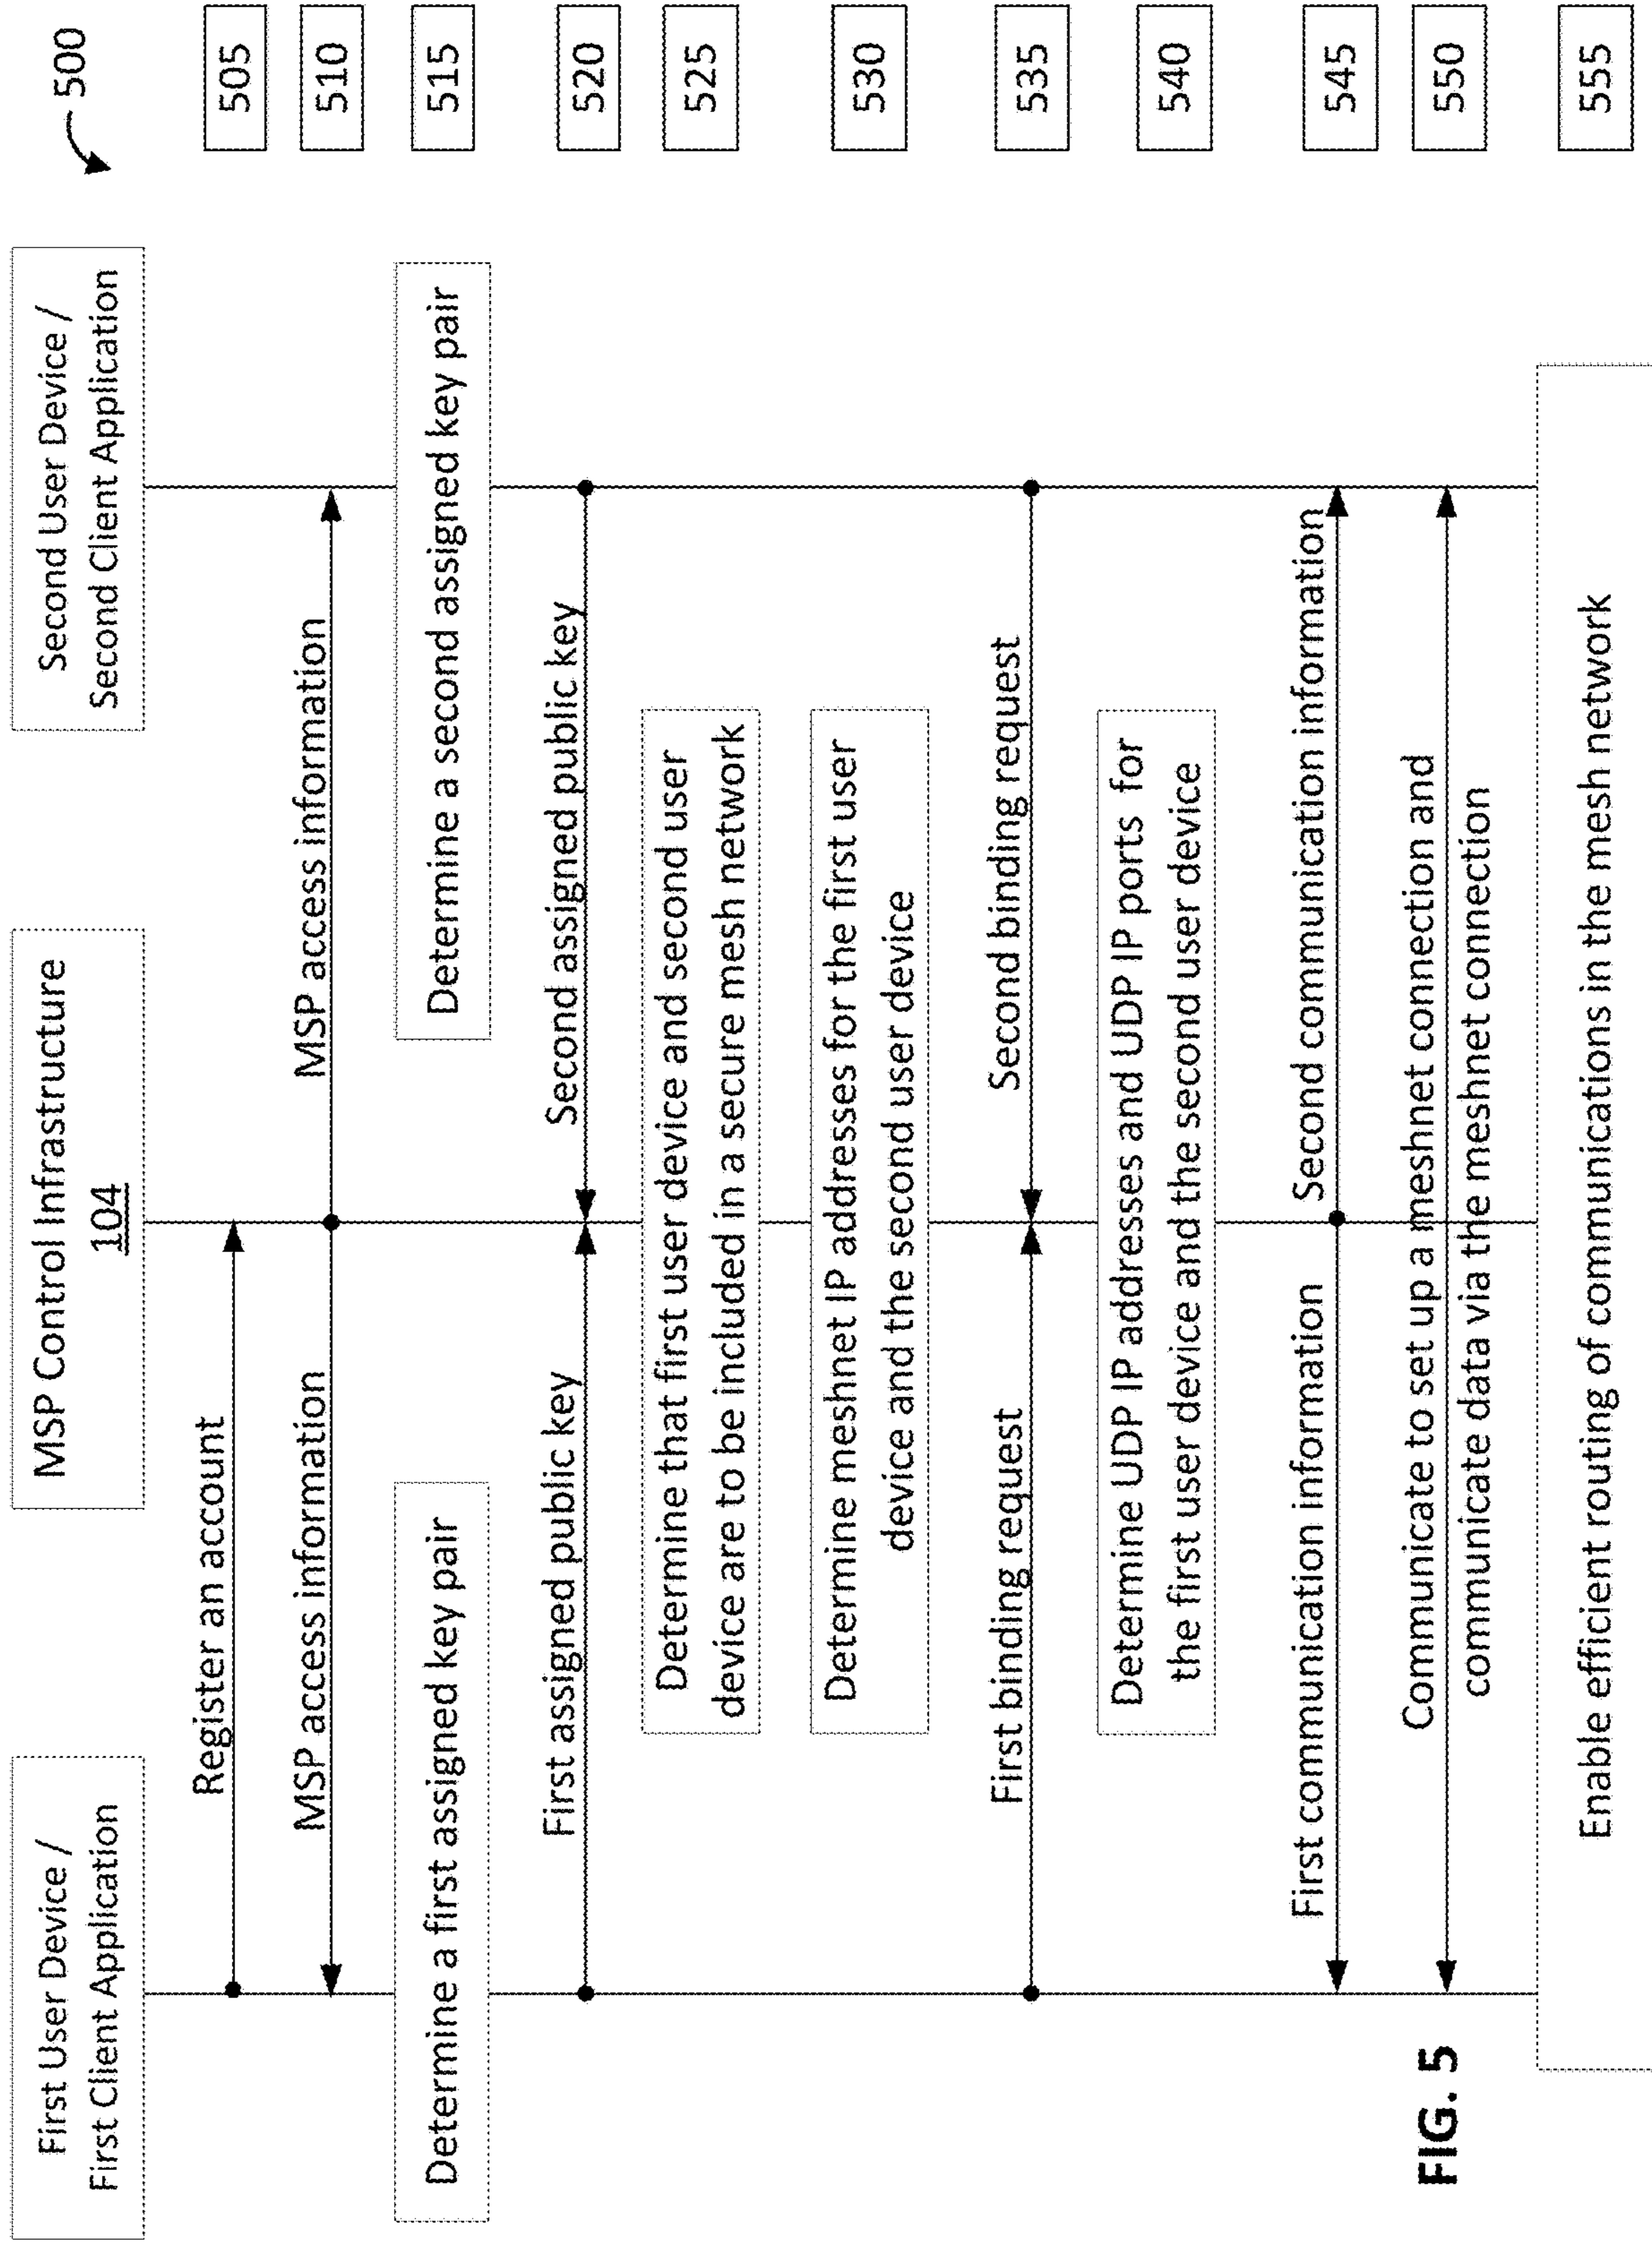 500
First User Device /
First Client Application
MSP Control Infrastructure
104
Second User Device /
Second Client Application
Register an account
505
MSP access information
MSP access information
510
Determine a first assigned key pair
Determine a second assigned key pair
515
First assigned public key
Second assigned public key
520
Determine that first user device and second user
device are to be included in a secure mesh network
525
Determine meshnet IP addresses for the first user
device and the second user device
530
First binding request
Second binding request
535
Determine UDP IP addresses and UDP IP ports for
the first user device and the second user device
540
First communication information
Second communication information
545
Communicate to set up a meshnet connection and
communicate data via the meshnet connection
550
Enable efficient routing of communications in the mesh network
555
FIG. 5